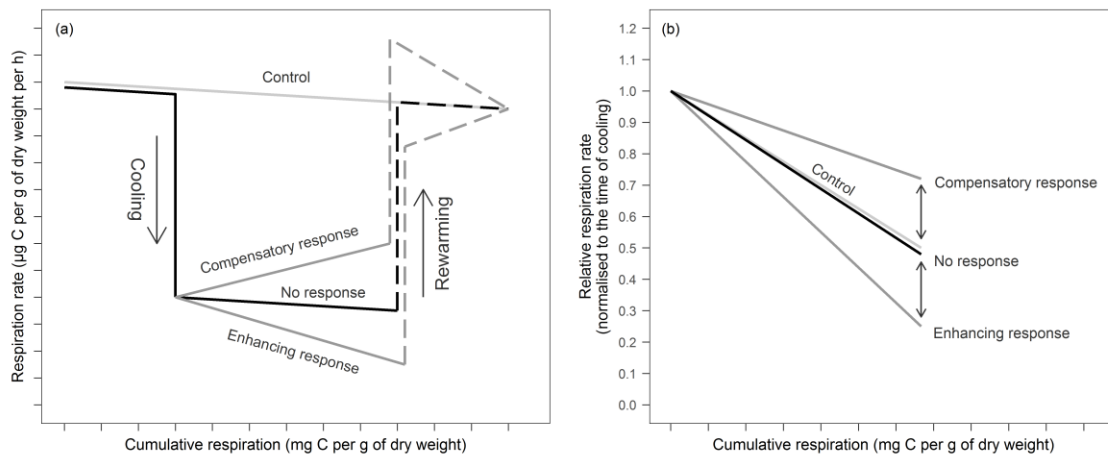 (a)
Respiration rate (µg C per g of dry weight per h)
Control
Cooling
Rewarming
Compensatory response
No response
Enhancing response
Cumulative respiration (mg C per g of dry weight)
(b)
Relative respiration rate
(normalised to the time of cooling)
1.2
1.1
1.0
0.9
0.8
0.7
0.6
0.5
0.4
0.3
0.2
0.1
0.0
Control
Compensatory response
No response
Enhancing response
Cumulative respiration (mg C per g of dry weight)